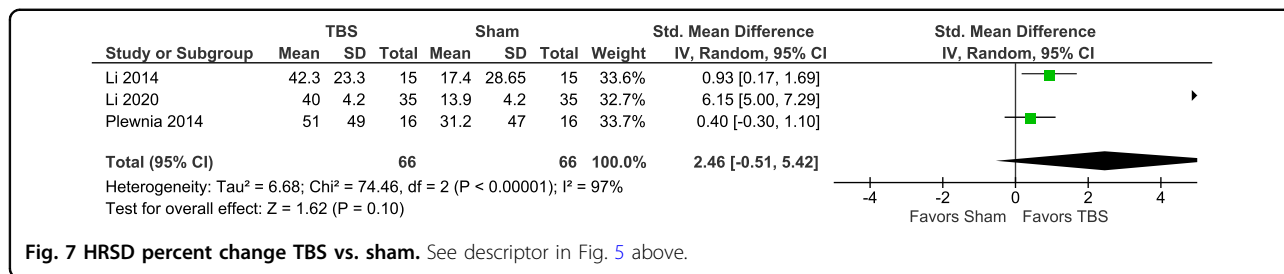 TBS Sham Std. Mean Difference Std. Mean Difference
Study or Subgroup Mean SD Total Mean SD Total Weight IV, Random, 95% CI IV, Random, 95% CI
Li 2014 42.3 23.3 15 17.4 28.65 15 33.6% 0.93 [0.17, 1.69]
Li 2020 40 4.2 35 13.9 4.2 35 32.7% 6.15 [5.00, 7.29]
Plewnia 2014 51 49 16 31.2 47 16 33.7% 0.40 [-0.30, 1.10]
Total (95% CI) 66 66 100.0% 2.46 [-0.51, 5.42]
Heterogeneity: Tau² = 6.68; Chi² = 74.46, df = 2 (P < 0.00001); I² = 97%
Test for overall effect: Z = 1.62 (P = 0.10)
-4 -2 0 2 4
Favors Sham Favors TBS
Fig. 7 HRSD percent change TBS vs. sham. See descriptor in Fig. 5 above.